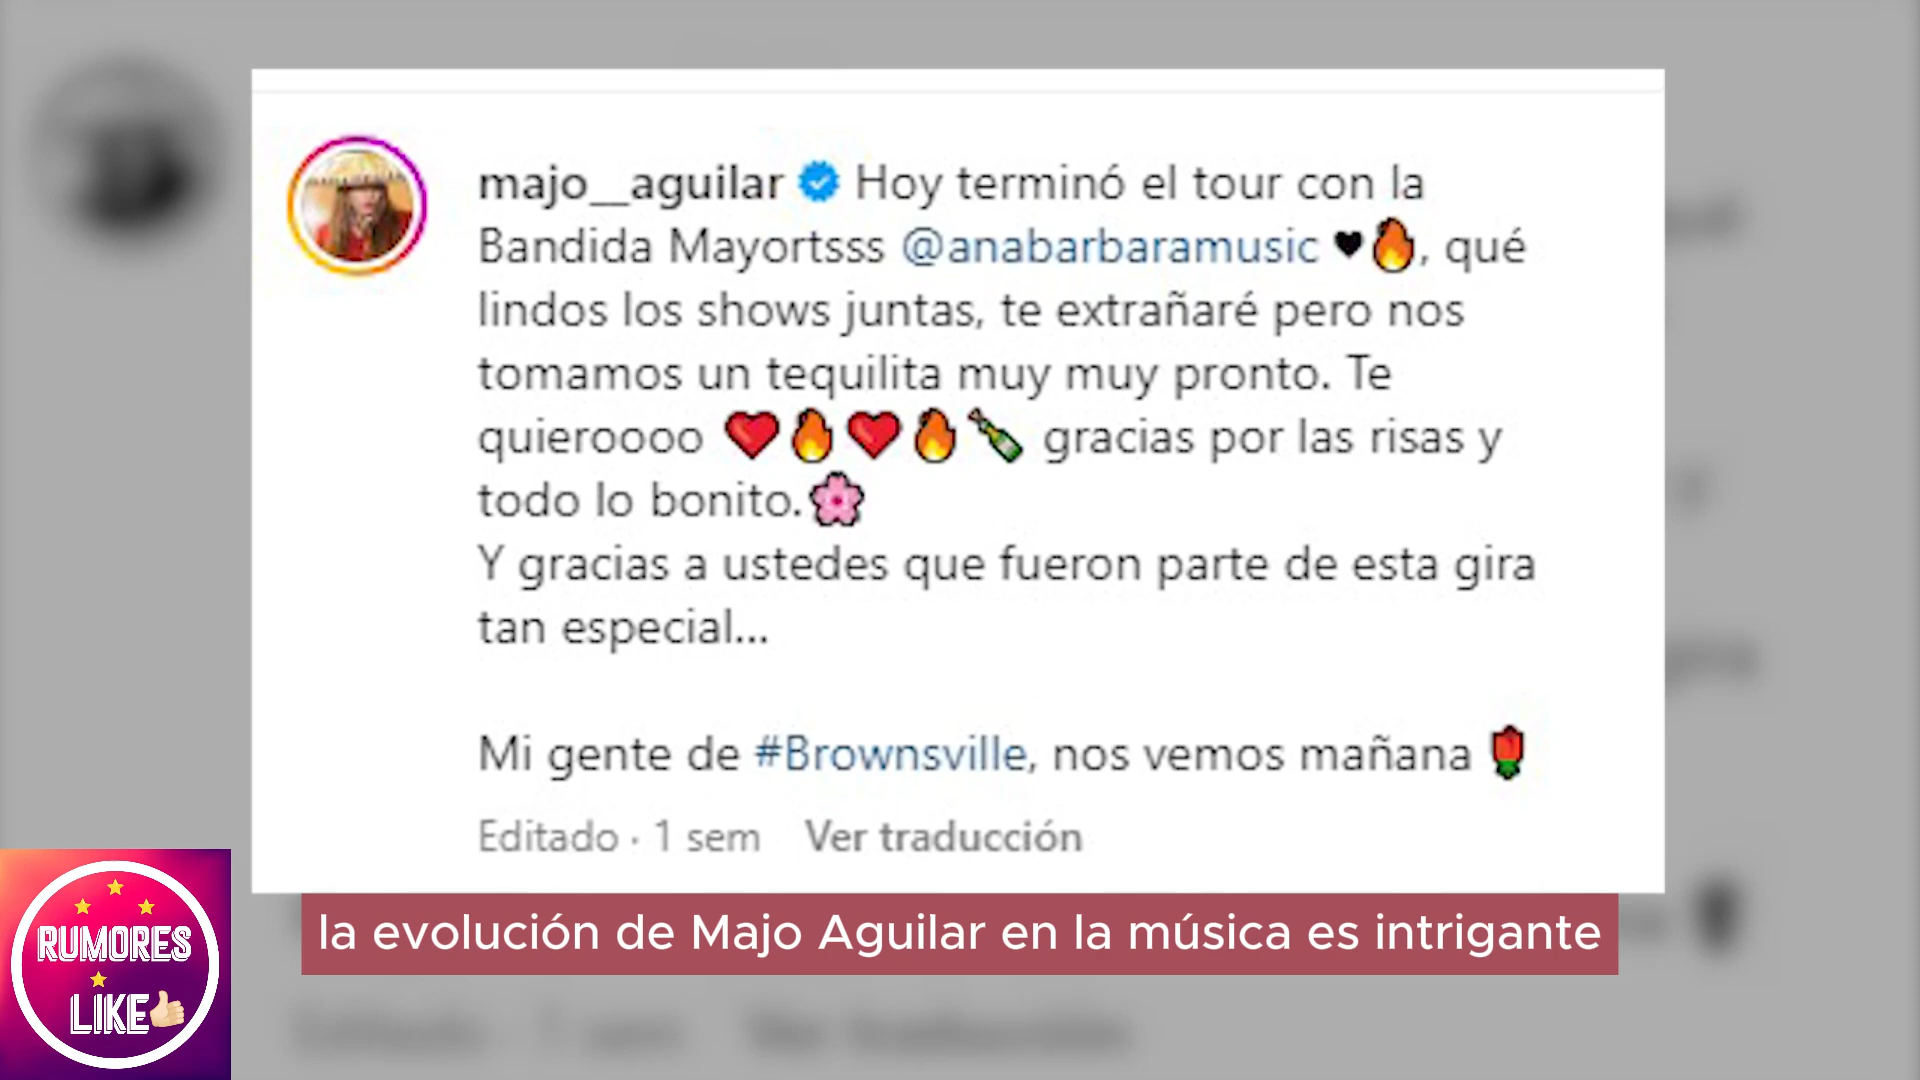 majo__aguilar Hoy terminó el tour con la
Bandida Mayortsss @anabarbaramusic 🖤🔥, qué
lindos los shows juntas, te extrañaré pero nos
tomamos un tequilita muy muy pronto. Te
quieroooo ❤️🔥❤️🔥🍾 gracias por las risas y
todo lo bonito.🌸
Y gracias a ustedes que fueron parte de esta gira
tan especial...
Mi gente de #Brownsville, nos vemos mañana 🌹
Editado · 1 sem Ver traducción
la evolución de Majo Aguilar en la música es intrigante
RUMORES
LIKE